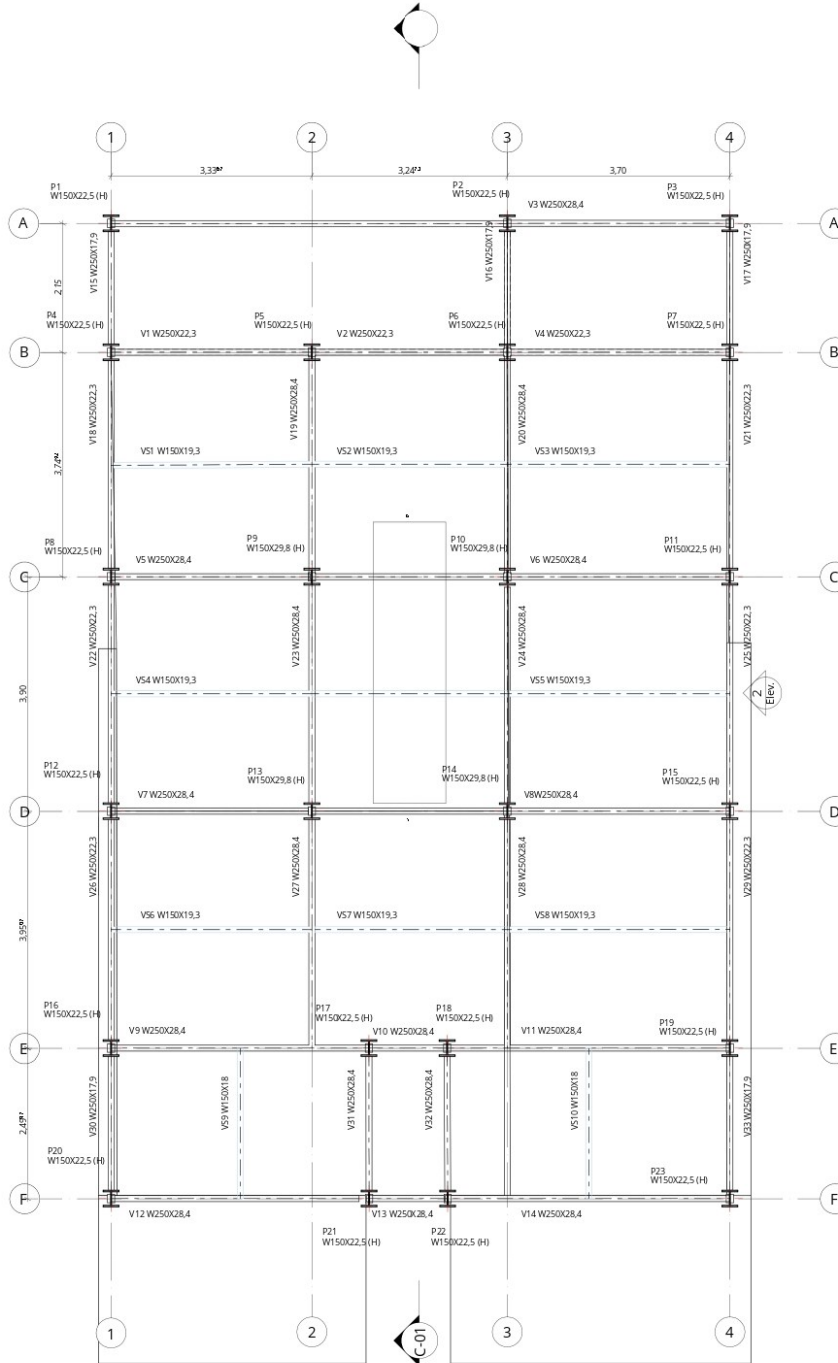 1
2
3
4
3,33
3,24
3,70
P1
W150X22,5 (H)
P2
W150X22,5 (H)
P3
W150X22,5 (H)
V3 W250X28,4
A
A
V15 W250X17,9
V16 W250X17,9
V17 W250X17,9
2,15
P4
W150X22,5 (H)
P5
W150X22,5 (H)
P6
W150X22,5 (H)
P7
W150X22,5 (H)
V1 W250X22,3
V2 W250X22,3
V4 W250X22,3
B
B
V18 W250X22,3
V19 W250X28,4
V20 W250X28,4
V21 W250X22,3
VS1 W150X19,3
VS2 W150X19,3
VS3 W150X19,3
3,74
P8
W150X22,5 (H)
P9
W150X29,8 (H)
P10
W150X29,8 (H)
P11
W150X22,5 (H)
V5 W250X28,4
V6 W250X28,4
C
C
V22 W250X22,3
V23 W250X28,4
V24 W250X28,4
V25 W250X22,3
VS4 W150X19,3
VS5 W150X19,3
3,90
2
Elev.
P12
W150X22,5 (H)
P13
W150X29,8 (H)
P14
W150X29,8 (H)
P15
W150X22,5 (H)
V7 W250X28,4
V8W250X28,4
D
D
V26 W250X22,3
V27 W250X28,4
V28 W250X28,4
V29 W250X22,3
VS6 W150X19,3
VS7 W150X19,3
VS8 W150X19,3
3,95
P16
W150X22,5 (H)
P17
W150X22,5 (H)
P18
W150X22,5 (H)
P19
W150X22,5 (H)
V9 W250X28,4
V10 W250X28,4
V11 W250X28,4
E
E
V30 W250X17,9
VS9 W150X18
V31 W250X28,4
V32 W250X28,4
VS10 W150X18
V33 W250X17,9
2,49
P20
W150X22,5 (H)
P23
W150X22,5 (H)
F
F
V12 W250X28,4
V13 W250X28,4
V14 W250X28,4
P21
W150X22,5 (H)
P22
W150X22,5 (H)
1
2
C-01
3
4